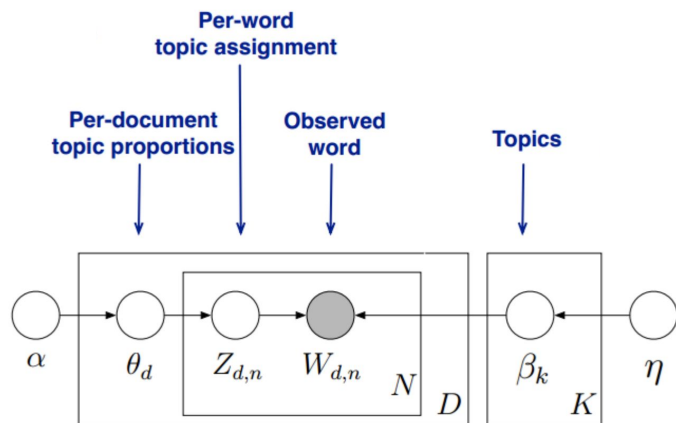 Per-word
topic assignment
Per-document
topic proportions
Observed
word
Topics
α
θ_d
Z_{d,n}
W_{d,n}
N
D
β_k
K
η